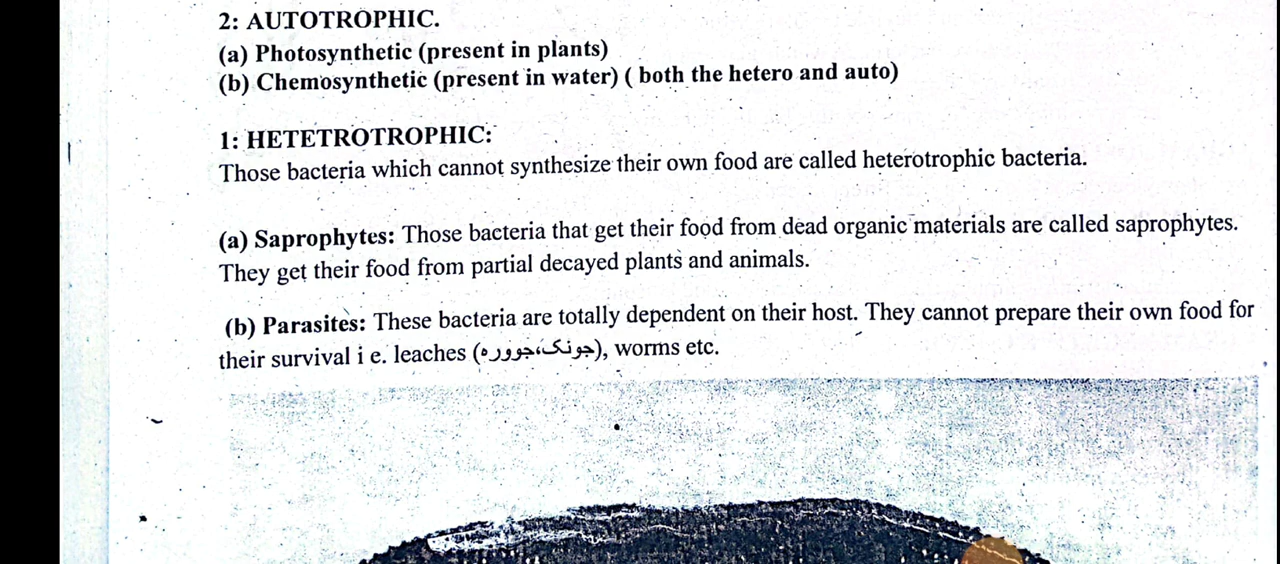 2: AUTOTROPHIC.
(a) Photosynthetic (present in plants)
(b) Chemosynthetic (present in water) ( both the hetero and auto)
1: HETETROTROPHIC:
Those bacteria which cannot synthesize their own food are called heterotrophic bacteria.
(a) Saprophytes: Those bacteria that get their food from dead organic materials are called saprophytes.
They get their food from partial decayed plants and animals.
(b) Parasites: These bacteria are totally dependent on their host. They cannot prepare their own food for
their survival i e. leaches (جونک،جوورہ), worms etc.